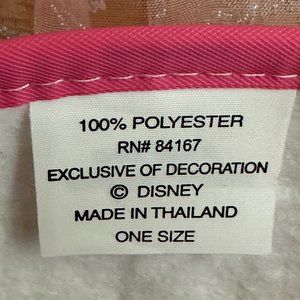 100% POLYESTER
RN# 84167
EXCLUSIVE OF DECORATION
© DISNEY
MADE IN THAILAND
ONE SIZE